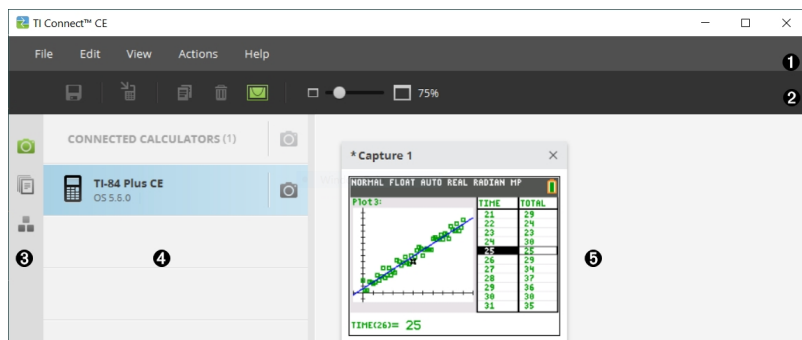 TI Connect™ CE
File Edit View Actions Help
❶
75%
❷
CONNECTED CALCULATORS (1)
TI-84 Plus CE
OS 5.6.0
❸
❹
*Capture 1
NORMAL FLOAT AUTO REAL RADIAN MP
Plot3:
TIME TOTAL
21 29
22 24
23 23
24 30
25 25
26 29
27 34
28 37
29 36
30 30
31 35
TIME(26)= 25
❺